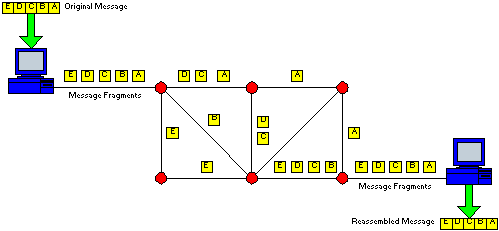 E D C B A Original Message
E D C B A
D C A
A
Message Fragments
B
D
E
C
A
E
E D C B
E D C B A
Message Fragments
Reassembled Message
E D C B A